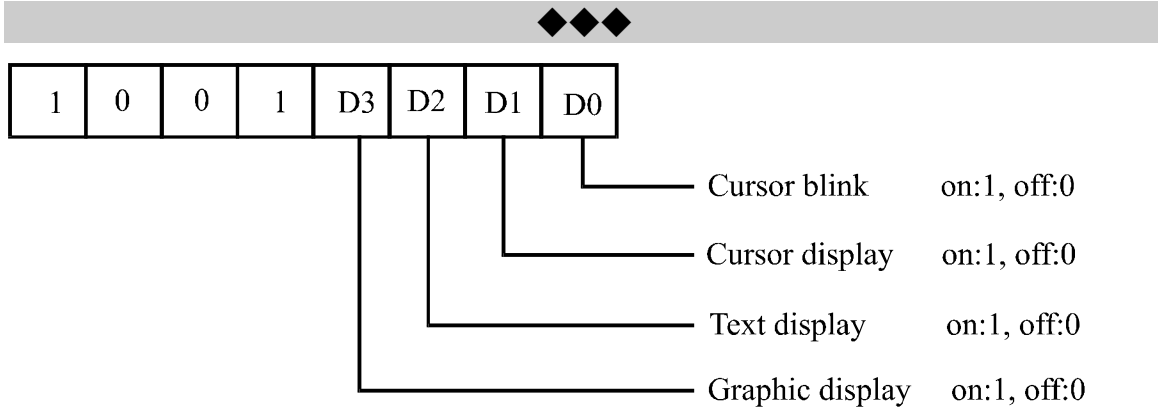 1 0 0 1 D3 D2 D1 D0
Cursor blink on:1, off:0
Cursor display on:1, off:0
Text display on:1, off:0
Graphic display on:1, off:0